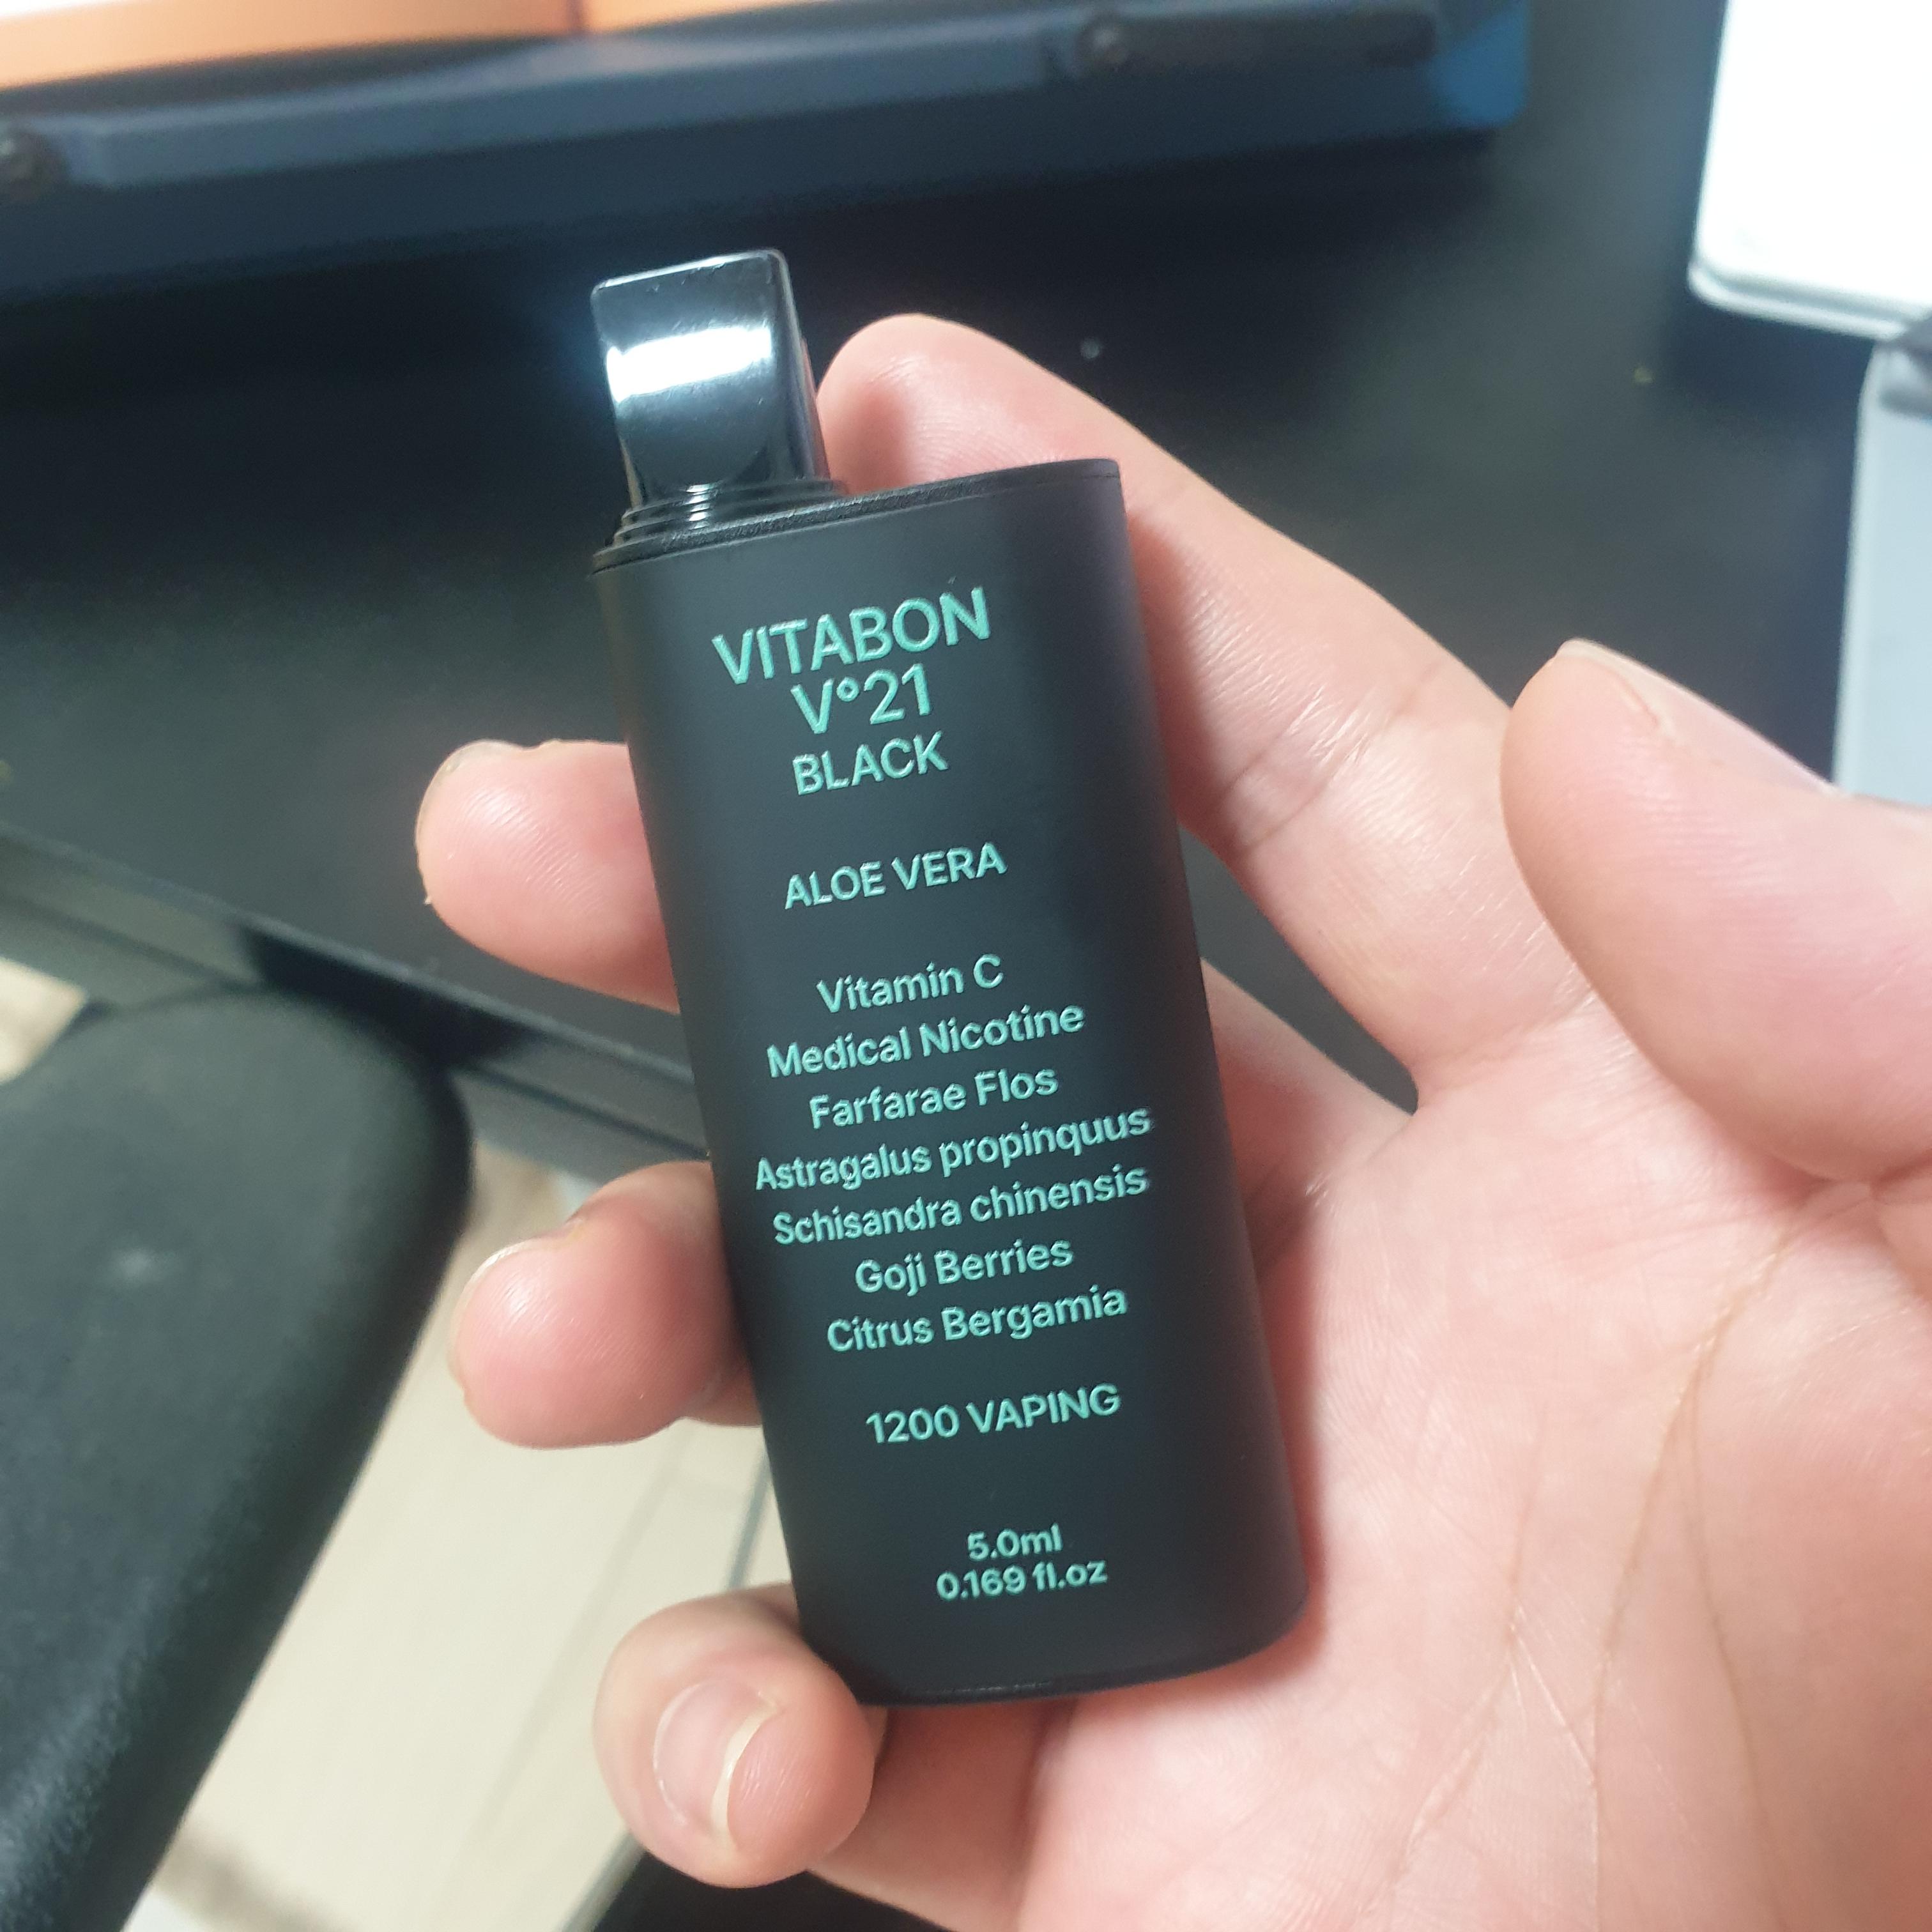 VITABON
V°21
BLACK
ALOE VERA
Vitamin C
Medical Nicotine
Farfarae Flos
Astragalus propinquus
Schisandra chinensis
Goji Berries
Citrus Bergamia
1200 VAPING
5.0ml
0.169 fl.oz